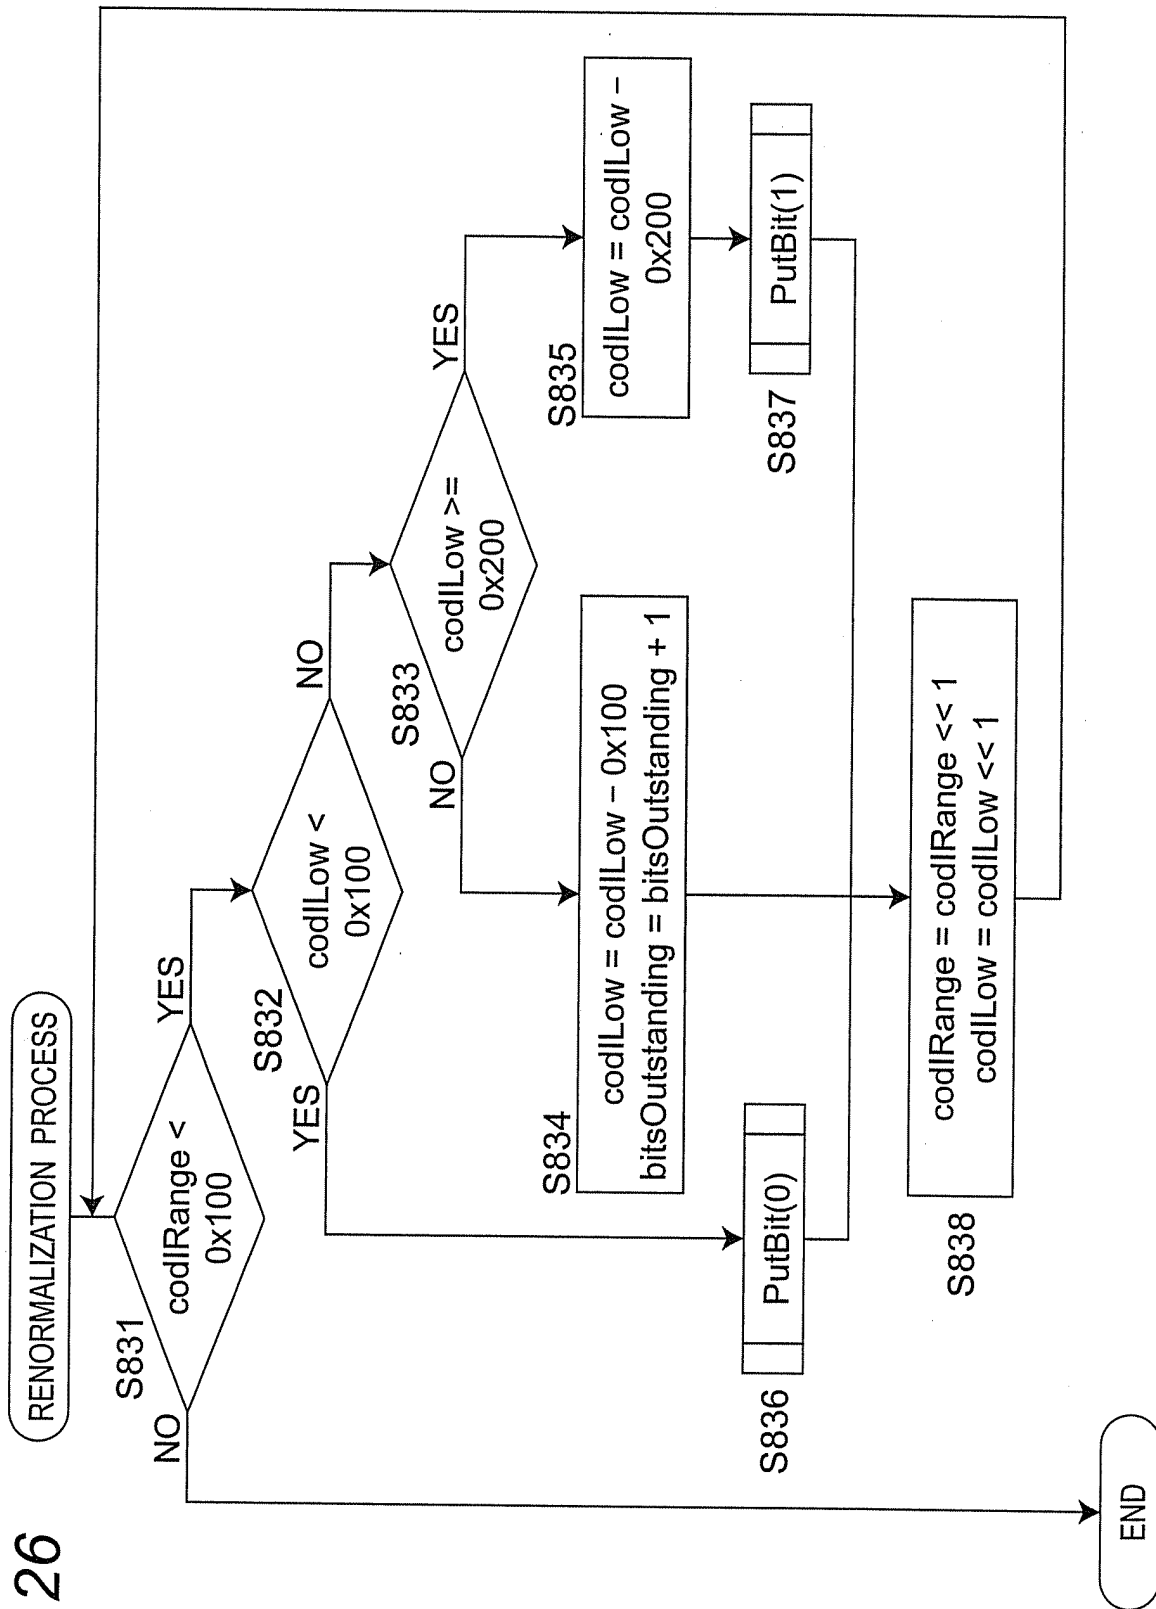 26
RENORMALIZATION PROCESS
S831
codIRange <
0x100
NO
YES
S832
codILow <
0x100
YES
NO
S833
codILow >=
0x200
NO
YES
S834
codILow = codILow – 0x100
bitsOutstanding = bitsOutstanding + 1
S835
codILow = codILow –
0x200
S836
PutBit(0)
S837
PutBit(1)
S838
codIRange = codIRange << 1
codILow = codILow << 1
END